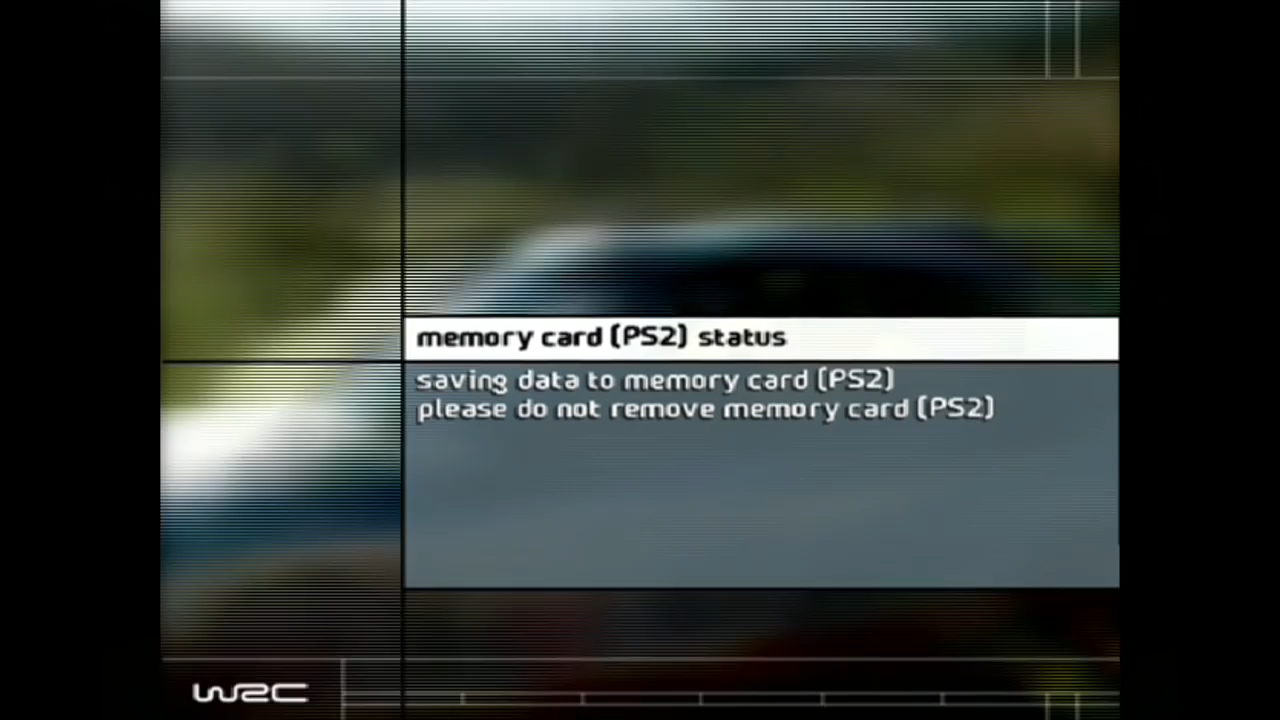 memory card (PS2) status
saving data to memory card (PS2)
please do not remove memory card (PS2)
WRC